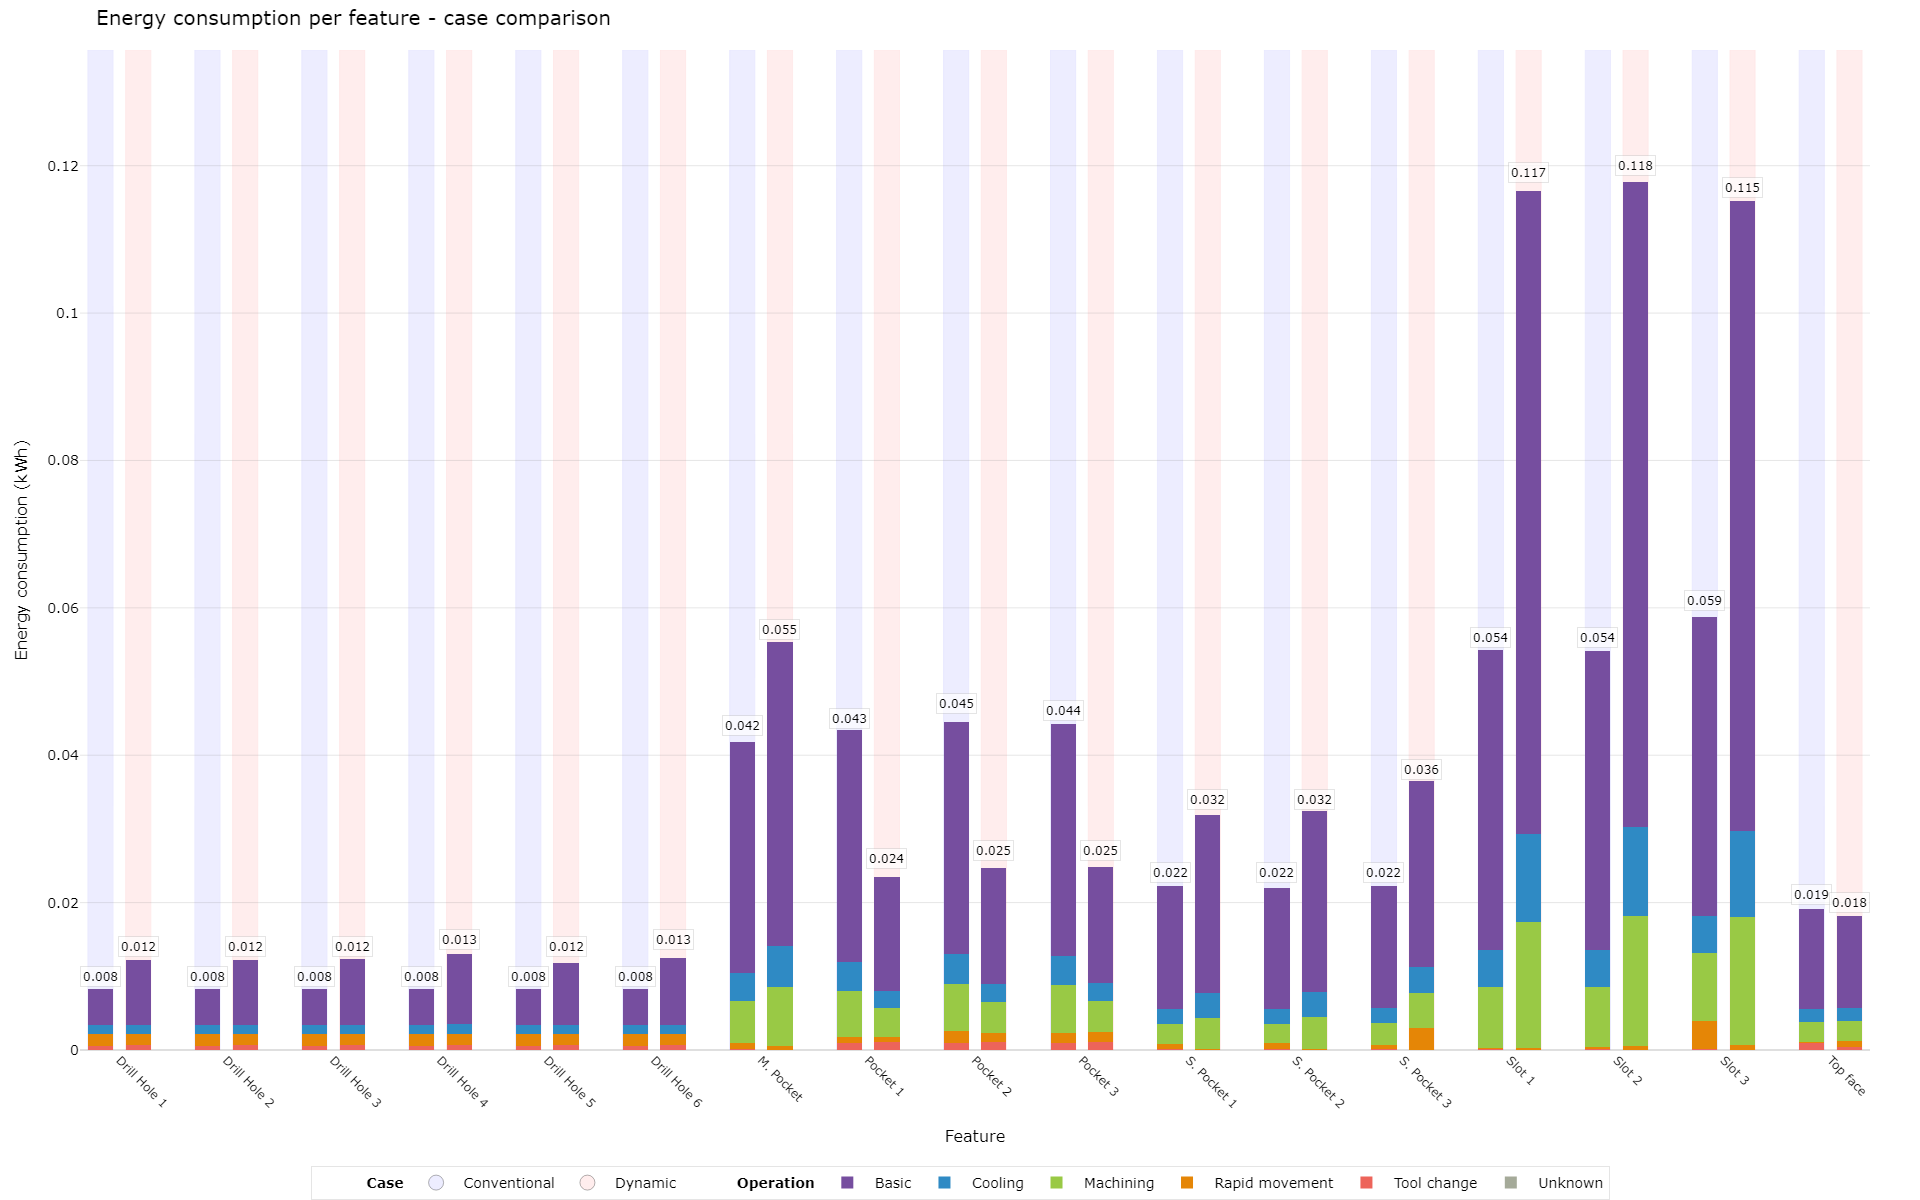 Energy consumption per feature - case comparison
Energy consumption (kWh)
0.12
0.1
0.08
0.06
0.04
0.02
0
0.008
0.012
0.008
0.012
0.008
0.012
0.008
0.013
0.008
0.012
0.008
0.013
0.042
0.055
0.043
0.024
0.045
0.025
0.044
0.025
0.022
0.032
0.022
0.032
0.022
0.036
0.054
0.117
0.054
0.118
0.059
0.115
0.019
0.018
Drill Hole 1
Drill Hole 2
Drill Hole 3
Drill Hole 4
Drill Hole 5
Drill Hole 6
M. Pocket
Pocket 1
Pocket 2
Pocket 3
S. Pocket 1
S. Pocket 2
S. Pocket 3
Slot 1
Slot 2
Slot 3
Top face
Feature
Case Conventional Dynamic Operation Basic Cooling Machining Rapid movement Tool change Unknown